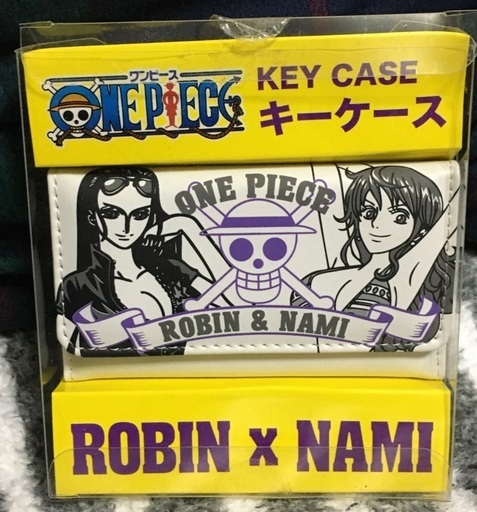 ワンピース
ONE PIECE
KEY CASE
キーケース
ONE PIECE
ROBIN & NAMI
ROBIN x NAMI